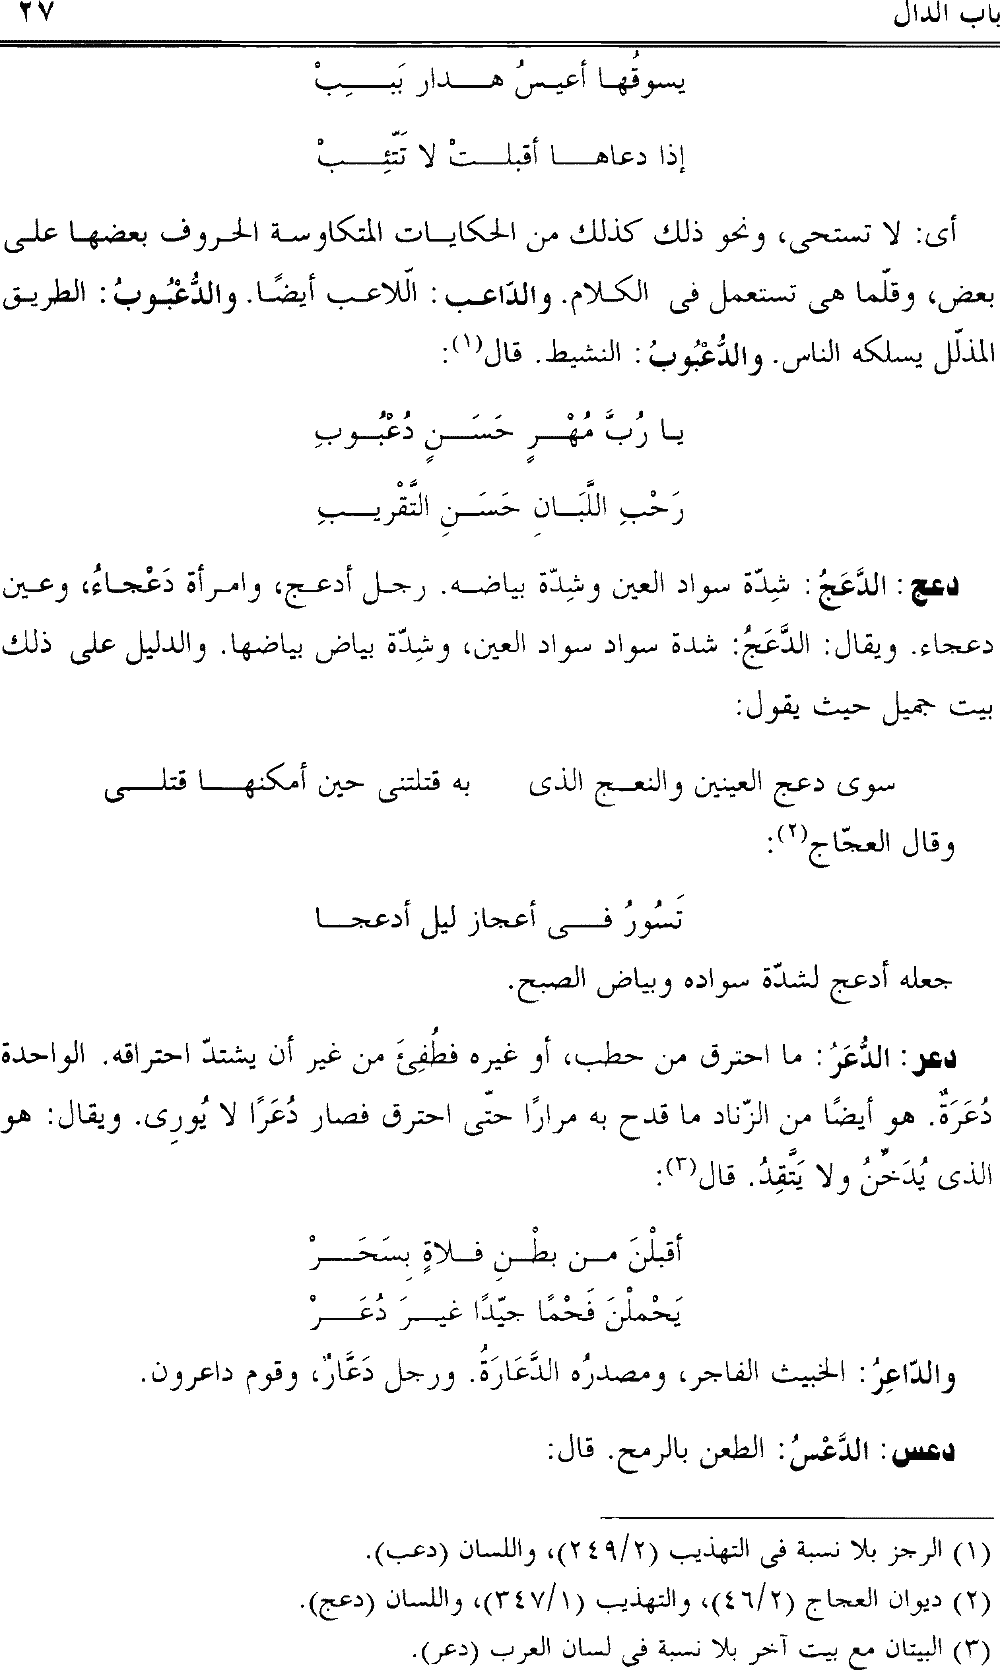 باب الدال ٢٧
يسوقُها أعيسُ هدار بَبِبْ
إذا دعاها أقبلتْ لا تَتّئِبْ
أى: لا تستحى، ونحو ذلك كذلك من الحكايات المتكاوسة الحروف بعضها على
بعض، وقلّما هى تستعمل فى الكلام. والدّاعب: الّلاعب أيضًا. والدُّعْبُوبُ: الطريق
المذلّل يسلكه الناس. والدُّعْبُوبُ: النشيط. قال(١):
يا رُبَّ مُهْرٍ حَسَنٍ دُعْبُوبِ
رَحْبِ اللَّبَانِ حَسَنِ التَّقْريبِ
دعج: الدَّعَجُ: شِدّة سواد العين وشِدّة بياضه. رجل أدعج، وامرأة دَعْجاءُ، وعين
دعجاء. ويقال: الدَّعَجُ: شدة سواد سواد العين، وشِدّة بياض بياضها. والدليل على ذلك
بيت جميل حيث يقول:
سوى دعج العينين والنعج الذى به قتلتنى حين أمكنها قتلى
وقال العجّاج(٢):
تَسُورُ فى أعجاز ليل أدعجا
جعله أدعج لشدّة سواده وبياض الصبح.
دعر: الدُّعَرُ: ما احترق من حطب، أو غيره فطُفِئَ من غير أن يشتدّ احتراقه. الواحدة
دُعَرَةٌ. هو أيضًا من الزّناد ما قدح به مرارًا حتّى احترق فصار دُعَرًا لا يُورِى. ويقال: هو
الذى يُدَخِّنُ ولا يَتَّقِدُ. قال(٣):
أقبلْنَ من بطْنِ فلاةٍ بِسَحَرْ
يَحْملْنَ فَحْمًا جيّدًا غيرَ دُعَرْ
والدّاعِرُ: الخبيث الفاجر، ومصدرُه الدَّعَارَةُ. ورجل دَعَّارٌ، وقوم داعرون.
دعس: الدَّعْسُ: الطعن بالرمح. قال:
(١) الرجز بلا نسبة فى التهذيب (٢٤٩/٢)، واللسان (دعب).
(٢) ديوان العجاج (٤٦/٢)، والتهذيب (٣٤٧/١)، واللسان (دعج).
(٣) البيتان مع بيت آخر بلا نسبة فى لسان العرب (دعر).